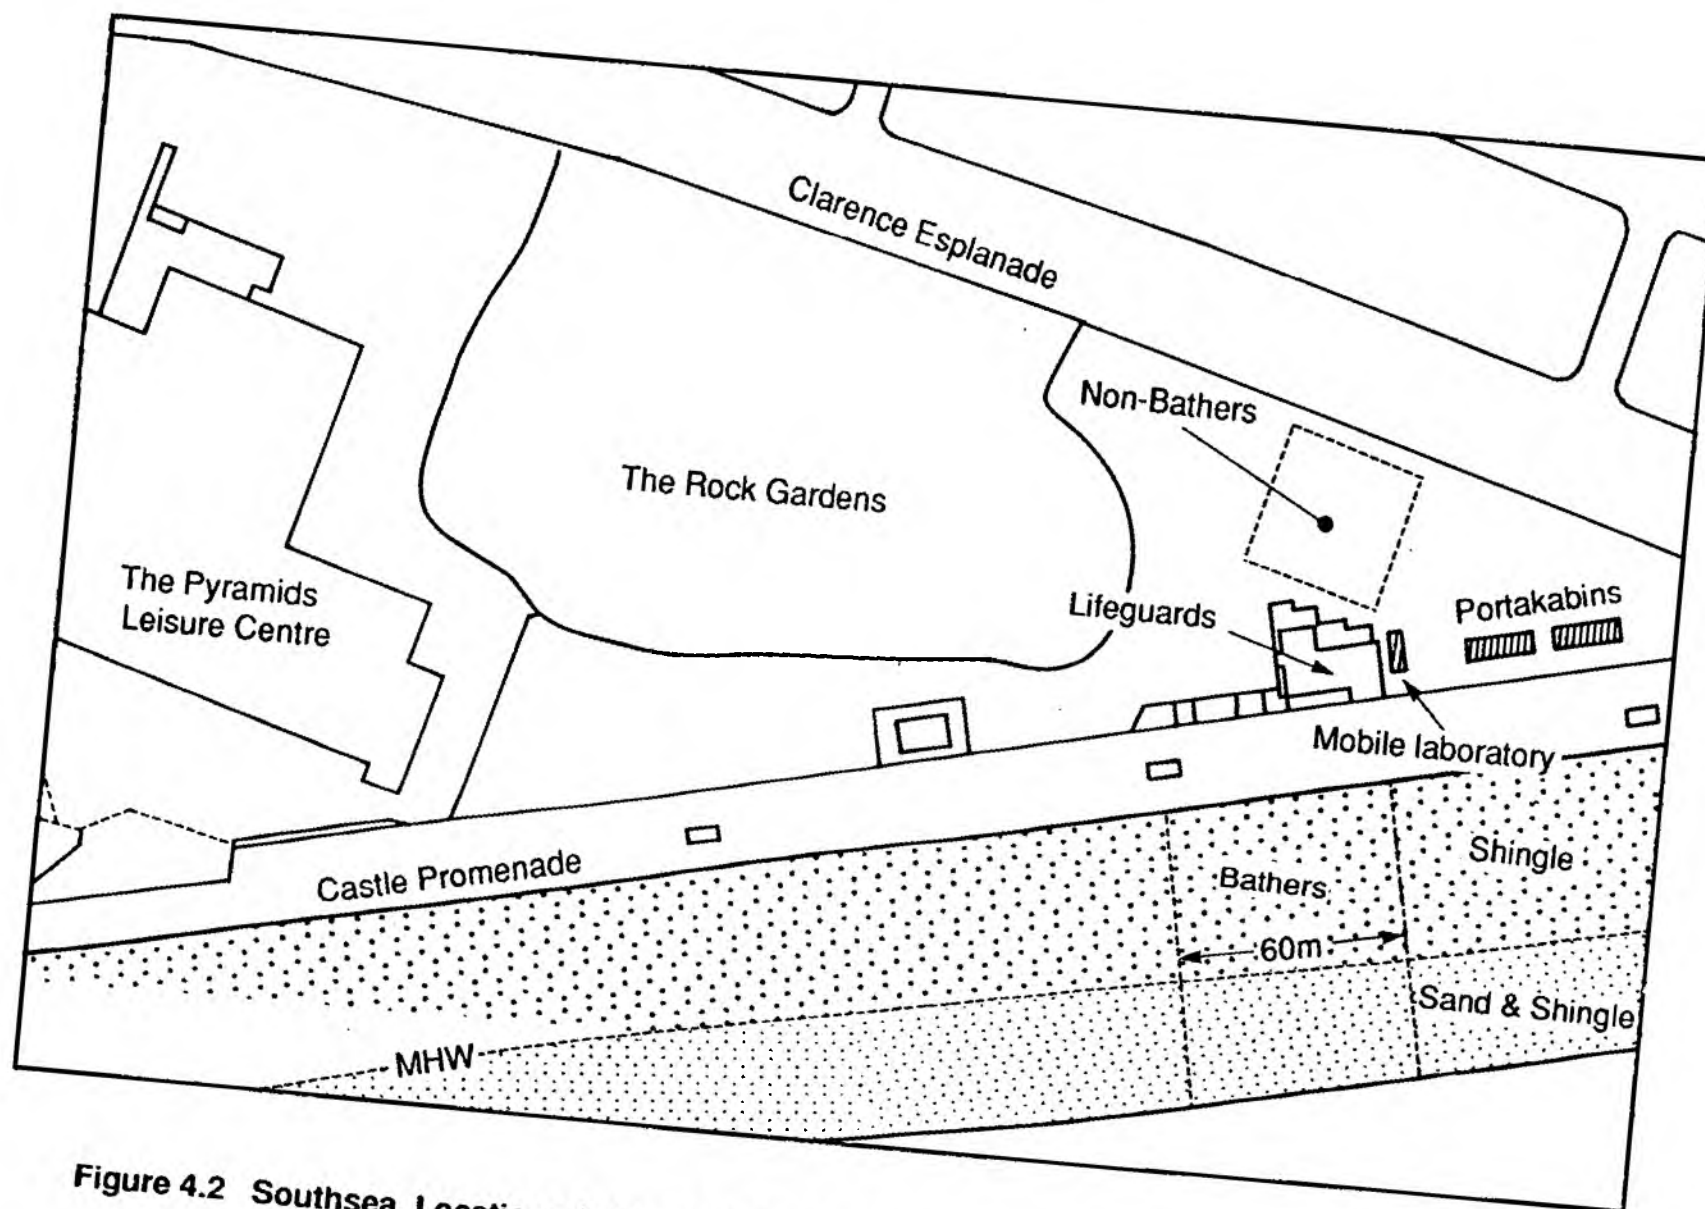 Clarence Esplanade
Non-Bathers
The Rock Gardens
The Pyramids
Leisure Centre
Lifeguards
Portakabins
Mobile laboratory
Castle Promenade
Bathers
Shingle
60m
Sand & Shingle
MHW
Figure 4.2 Southsea